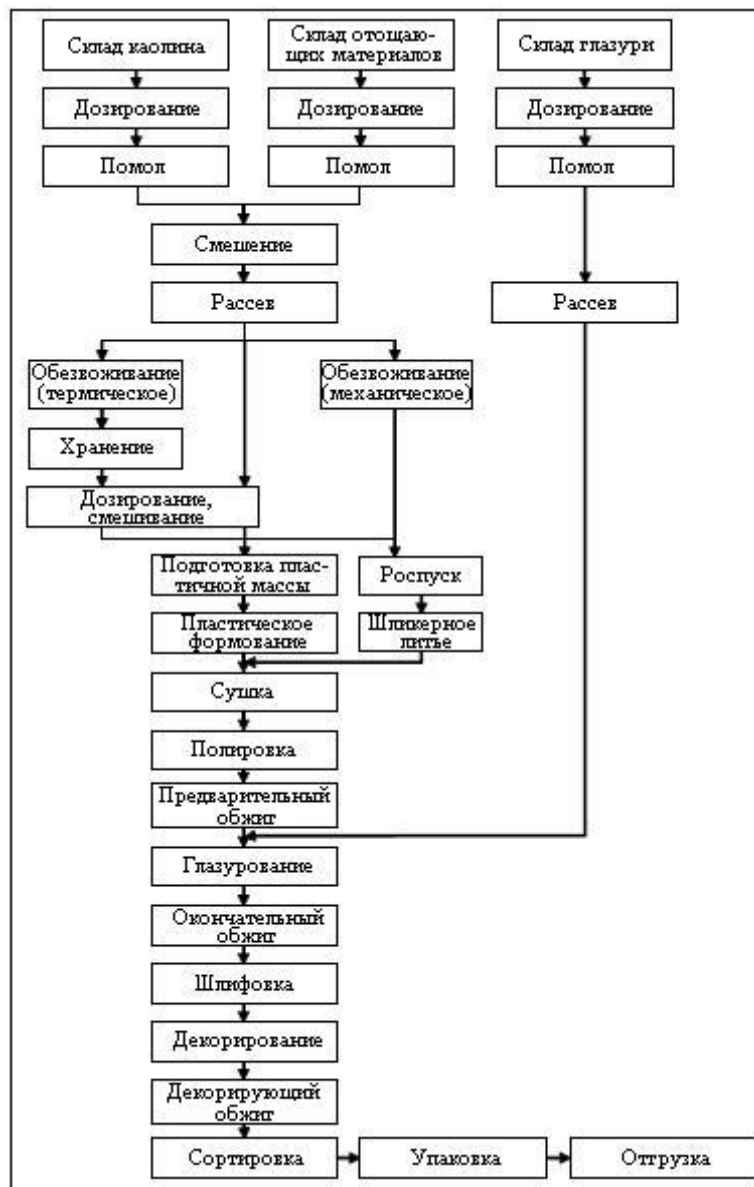 Склад каолина
Склад отощаю-
щих материалов
Склад глазури
Дозирование
Дозирование
Дозирование
Помол
Помол
Помол
Смешение
Рассев
Рассев
Обезвоживание
(термическое)
Обезвоживание
(механическое)
Хранение
Дозирование,
смешивание
Подготовка плас-
тичной массы
Роспуск
Пластическое
формование
Шликерное
литье
Сушка
Полировка
Предварительный
обжиг
Глазурование
Окончательный
обжиг
Шлифовка
Декорирование
Декорирующий
обжиг
Сортировка
Упаковка
Отгрузка